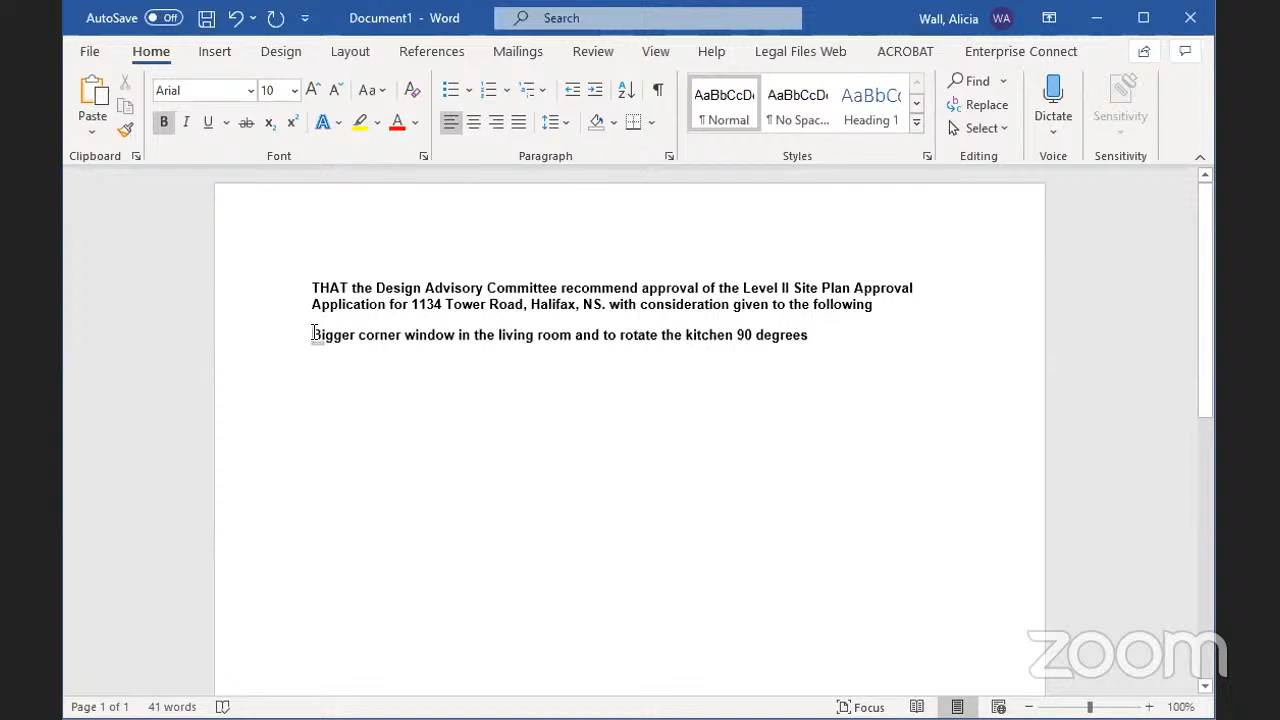 AutoSave Off Document1 - Word Search Wall, Alicia WA
File Home Insert Design Layout References Mailings Review View Help Legal Files Web ACROBAT Enterprise Connect
Arial 10 Aa AaBbCcDc AaBbCcDc AaBbCc Find
Paste Replace Dictate Sensitivity
B I U ab x₂ x² A A ¶ Normal ¶ No Spac... Heading 1 Select
Clipboard Font Paragraph Styles Editing Voice Sensitivity
THAT the Design Advisory Committee recommend approval of the Level II Site Plan Approval
Application for 1134 Tower Road, Halifax, NS. with consideration given to the following
Bigger corner window in the living room and to rotate the kitchen 90 degrees
zoom
Page 1 of 1 41 words Focus 100%